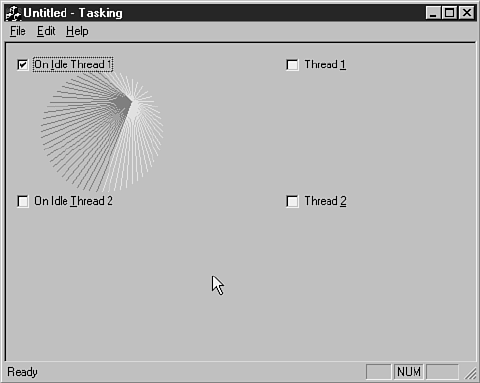 Untitled - Tasking
File Edit Help
On Idle Thread 1 Thread 1
On Idle Thread 2 Thread 2
Ready NUM